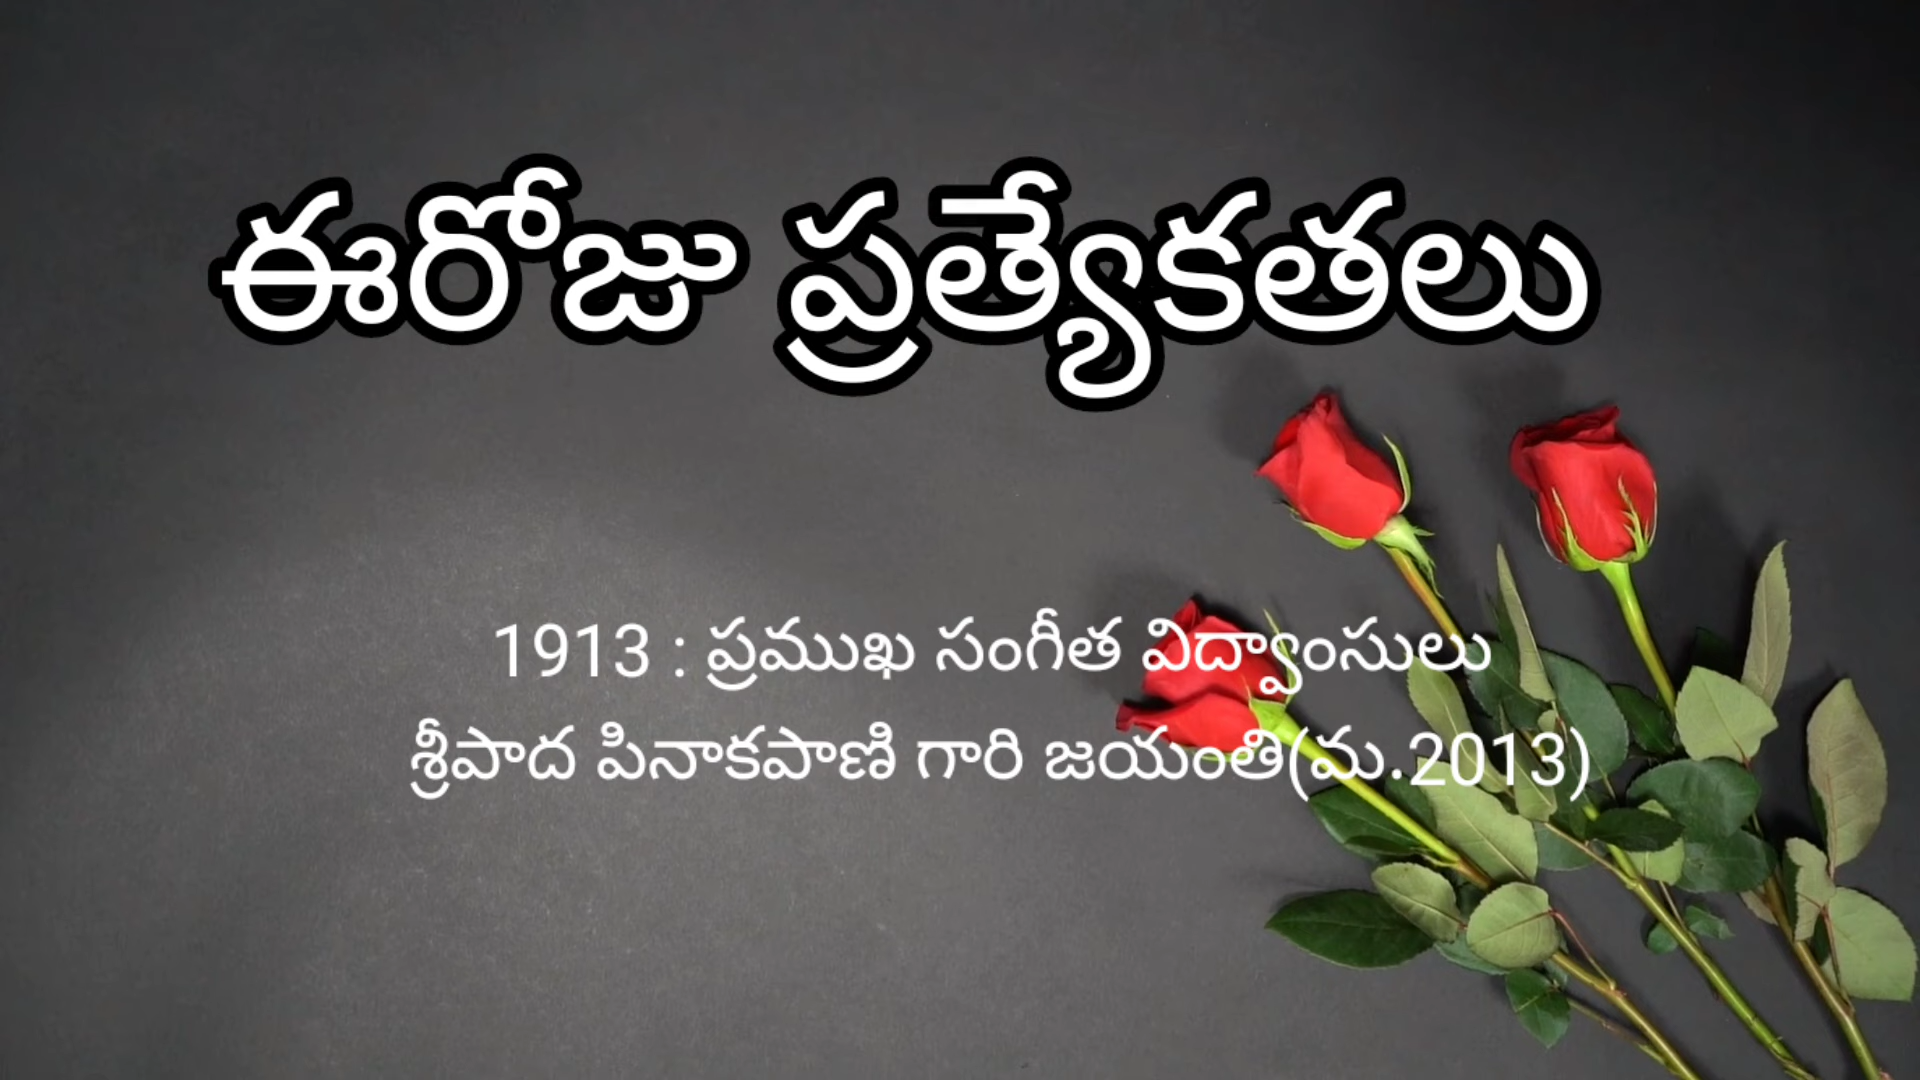 ఈరోజు ప్రత్యేకతలు
1913 : ప్రముఖ సంగీత విద్వాంసులు
శ్రీపాద పినాకపాణి గారి జయంతి(మ.2013)